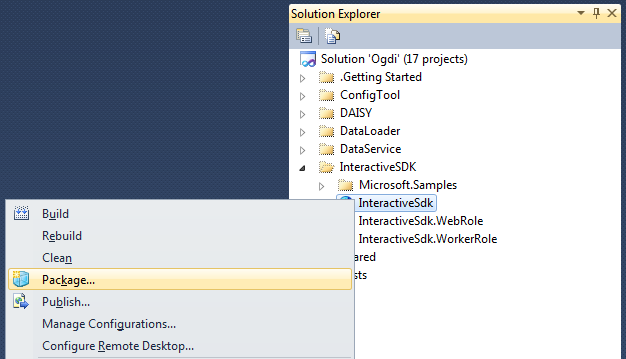 Solution Explorer
Solution 'Ogdi' (17 projects)
.Getting Started
ConfigTool
DAISY
DataLoader
DataService
InteractiveSDK
Microsoft.Samples
InteractiveSdk
InteractiveSdk.WebRole
InteractiveSdk.WorkerRole
ared
sts
Build
Rebuild
Clean
Package...
Publish...
Manage Configurations...
Configure Remote Desktop...